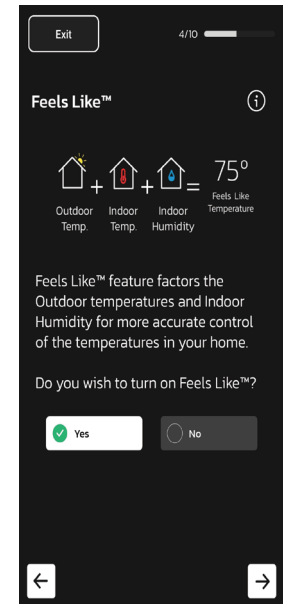 Exit
4/10
Feels Like™
Outdoor Temp.
+
Indoor Temp.
+
Indoor Humidity
=
75°
Feels Like Temperature
Feels Like™ feature factors the
Outdoor temperatures and Indoor
Humidity for more accurate control
of the temperatures in your home.
Do you wish to turn on Feels Like™?
Yes
No